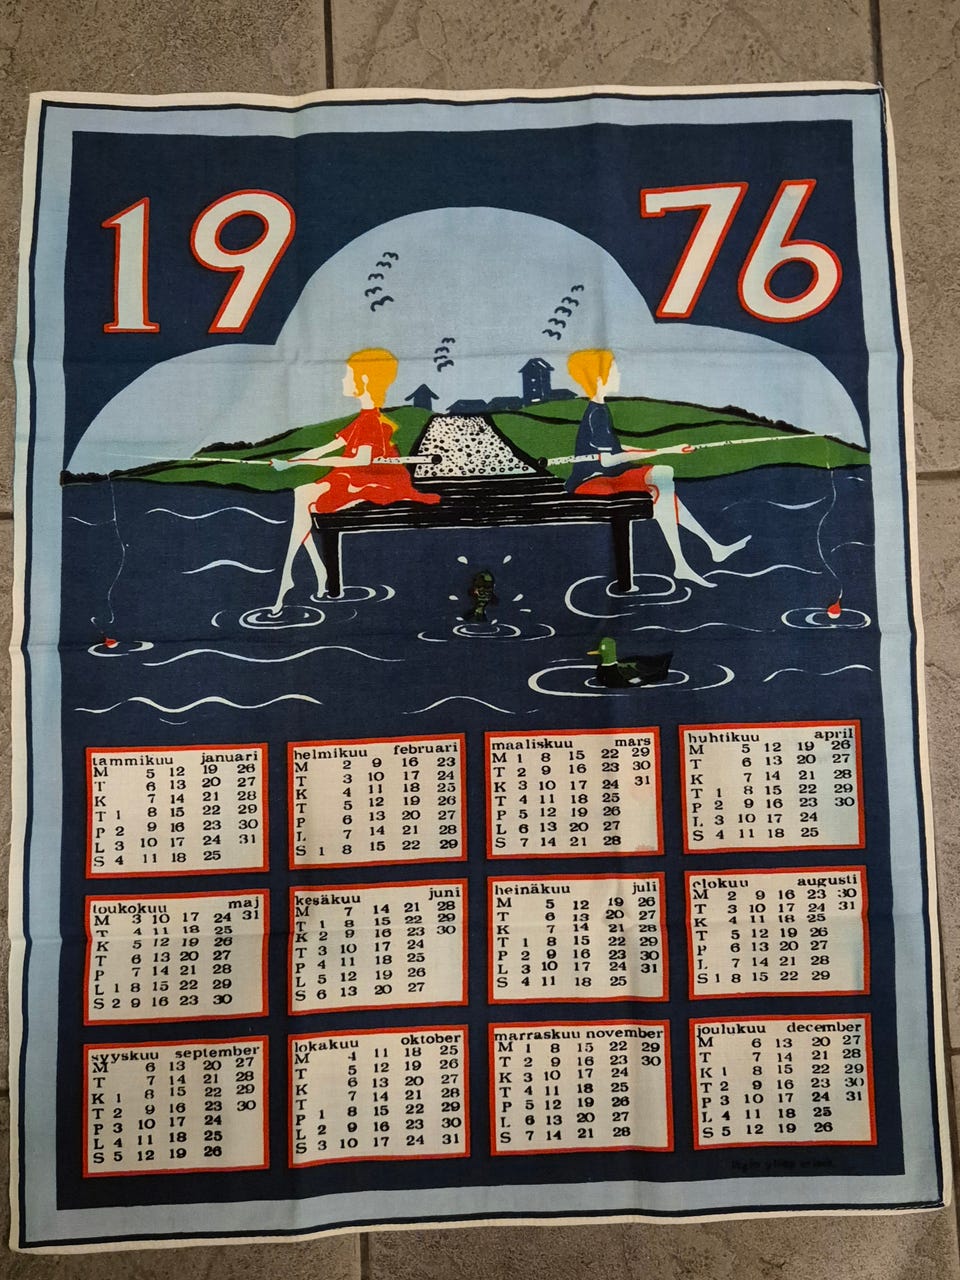 1976
tammikuu januari
M 5 12 19 26
T 6 13 20 27
K 7 14 21 28
T 1 8 15 22 29
P 2 9 16 23 30
L 3 10 17 24 31
S 4 11 18 25
helmikuu februari
M 2 9 16 23
T 3 10 17 24
K 4 11 18 25
T 5 12 19 26
P 6 13 20 27
L 7 14 21 28
S 1 8 15 22 29
maaliskuu mars
M 1 8 15 22 29
T 2 9 16 23 30
K 3 10 17 24 31
T 4 11 18 25
P 5 12 19 26
L 6 13 20 27
S 7 14 21 28
huhtikuu april
M 5 12 19 26
T 6 13 20 27
K 7 14 21 28
T 1 8 15 22 29
P 2 9 16 23 30
L 3 10 17 24
S 4 11 18 25
toukokuu maj
M 3 10 17 24 31
T 4 11 18 25
K 5 12 19 26
T 6 13 20 27
P 7 14 21 28
L 1 8 15 22 29
S 2 9 16 23 30
kesäkuu juni
M 7 14 21 28
T 1 8 15 22 29
K 2 9 16 23 30
T 3 10 17 24
P 4 11 18 25
L 5 12 19 26
S 6 13 20 27
heinäkuu juli
M 5 12 19 26
T 6 13 20 27
K 7 14 21 28
T 1 8 15 22 29
P 2 9 16 23 30
L 3 10 17 24 31
S 4 11 18 25
elokuu augusti
M 2 9 16 23 30
T 3 10 17 24 31
K 4 11 18 25
T 5 12 19 26
P 6 13 20 27
L 7 14 21 28
S 1 8 15 22 29
syyskuu september
M 6 13 20 27
T 7 14 21 28
K 1 8 15 22 29
T 2 9 16 23 30
P 3 10 17 24
L 4 11 18 25
S 5 12 19 26
lokakuu oktober
M 4 11 18 25
T 5 12 19 26
K 6 13 20 27
T 7 14 21 28
P 1 8 15 22 29
L 2 9 16 23 30
S 3 10 17 24 31
marraskuu november
M 1 8 15 22 29
T 2 9 16 23 30
K 3 10 17 24
T 4 11 18 25
P 5 12 19 26
L 6 13 20 27
S 7 14 21 28
joulukuu december
M 6 13 20 27
T 7 14 21 28
K 1 8 15 22 29
T 2 9 16 23 30
P 3 10 17 24 31
L 4 11 18 25
S 5 12 19 26